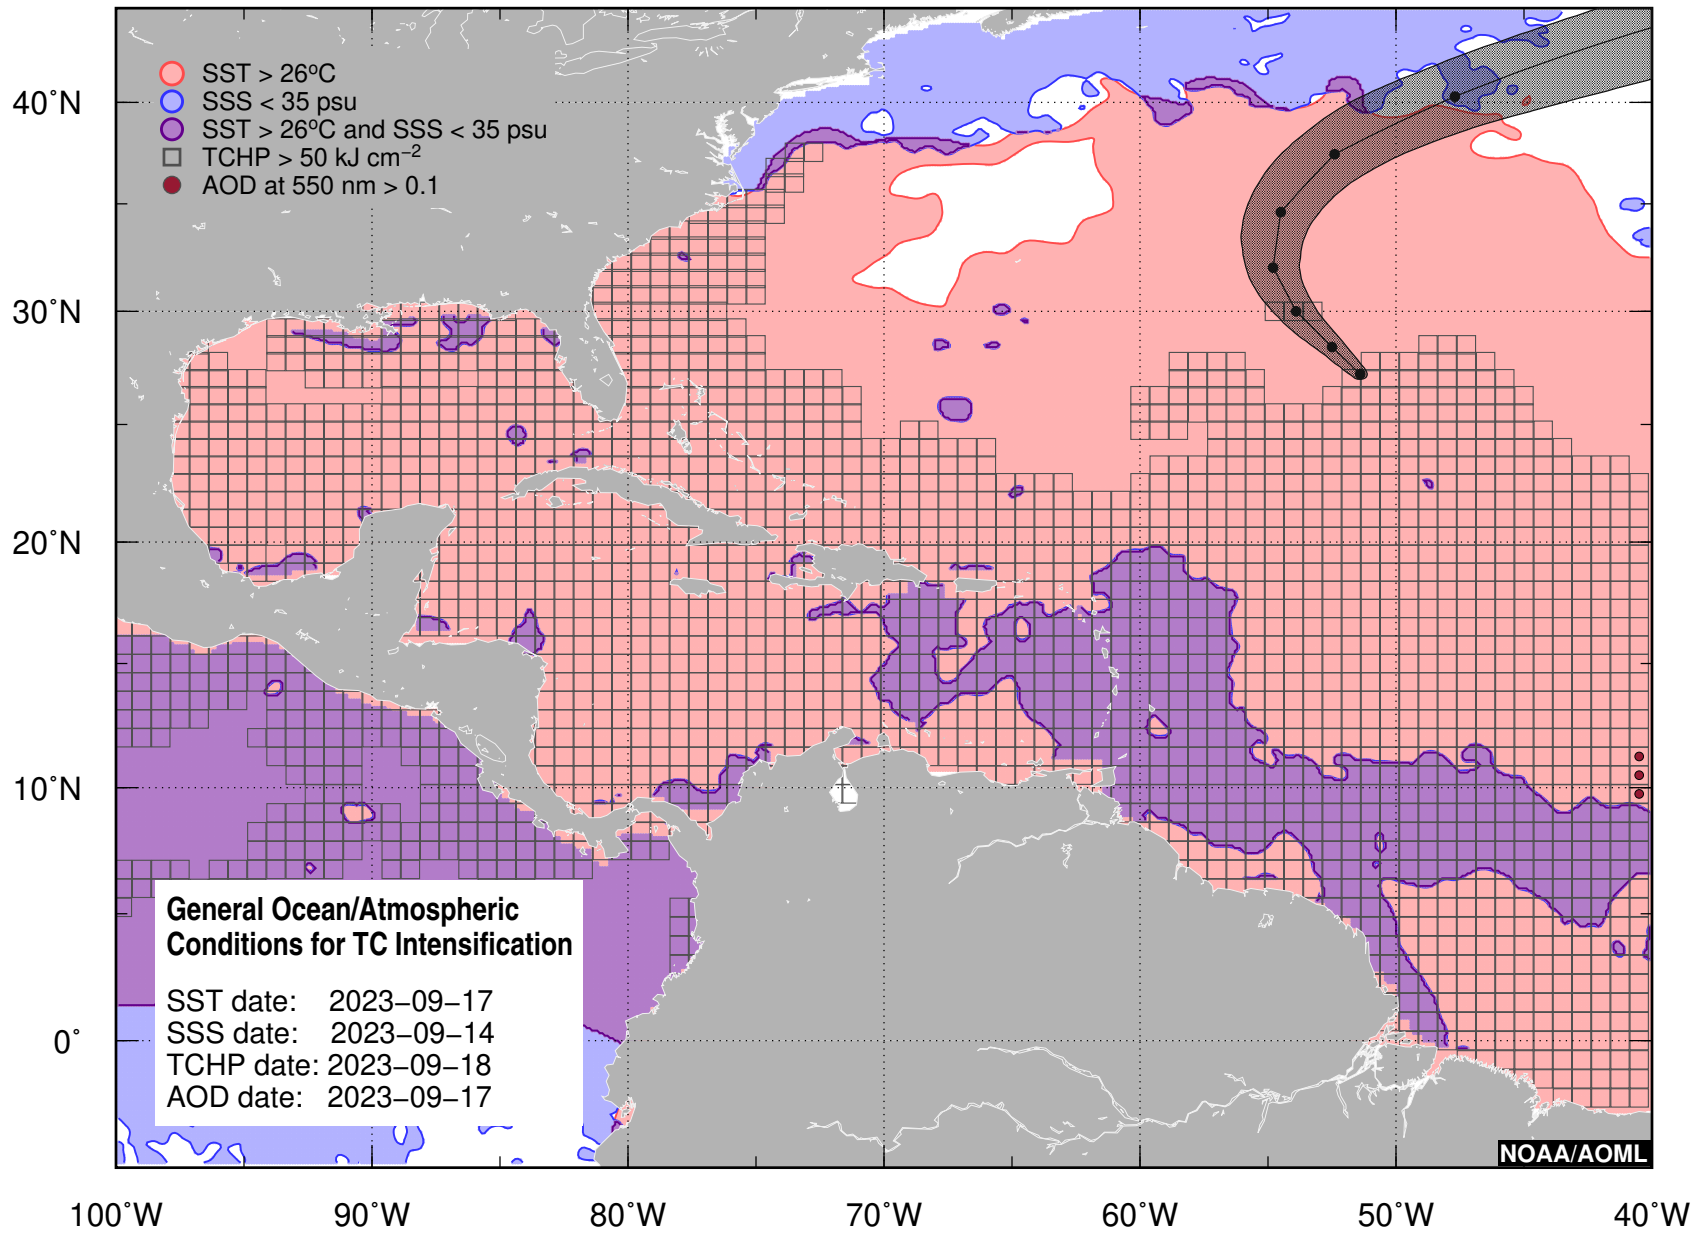 SST > 26ºC
SSS < 35 psu
SST > 26ºC and SSS < 35 psu
TCHP > 50 kJ cm⁻²
AOD at 550 nm > 0.1
40˚N
30˚N
20˚N
10˚N
0˚
General Ocean/Atmospheric
Conditions for TC Intensification
SST date: 2023−09−17
SSS date: 2023−09−14
TCHP date: 2023−09−18
AOD date: 2023−09−17
NOAA/AOML
100˚W 90˚W 80˚W 70˚W 60˚W 50˚W 40˚W